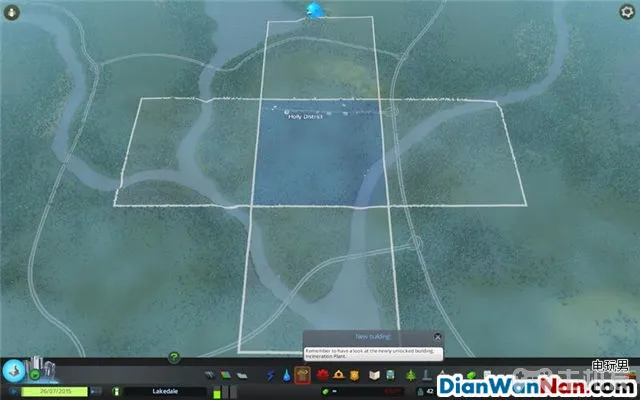 Holly District
New building
Remember to have a look at the newly unlocked building,
Incineration Plant.
26/07/2015
Lakedale
42
电玩男
DianWanNan.com